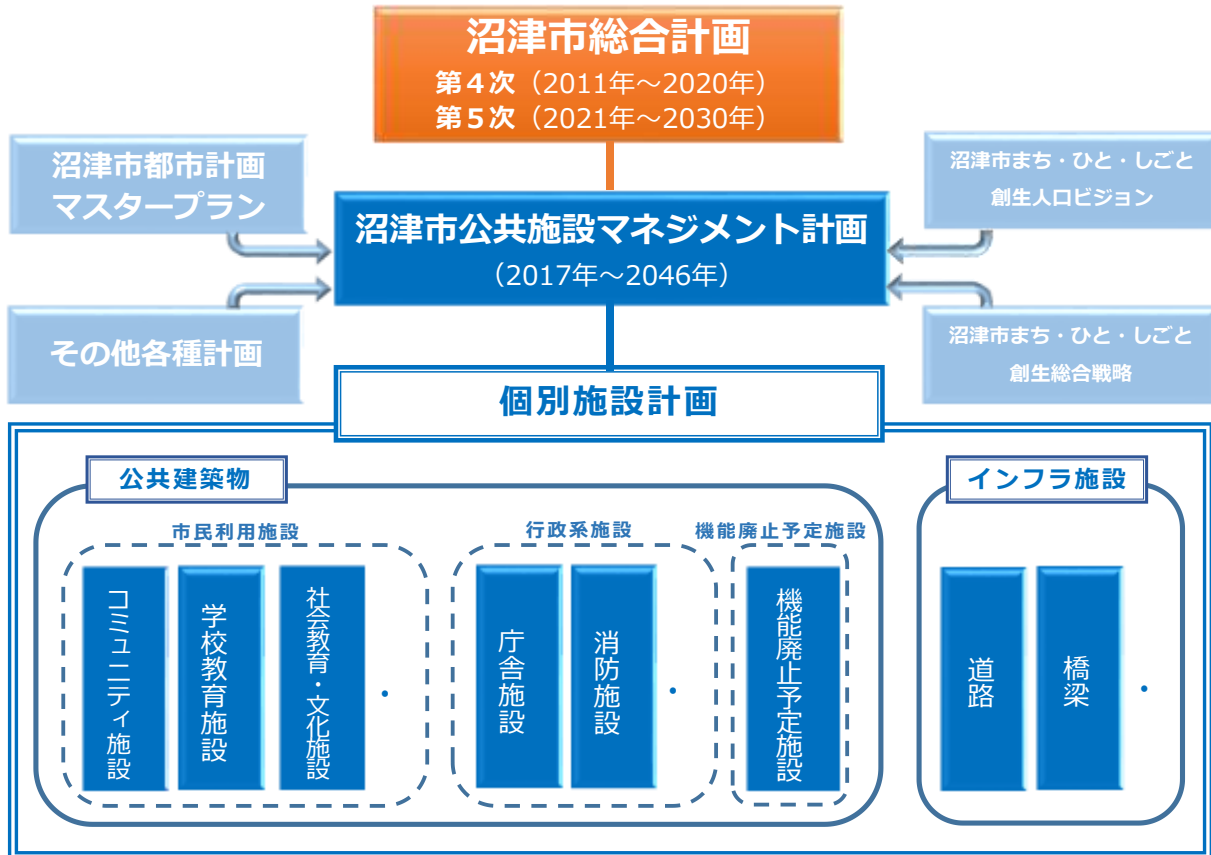 沼津市総合計画
第4次（2011年～2020年）
第5次（2021年～2030年）
沼津市都市計画
マスタープラン
沼津市まち・ひと・しごと
創生人口ビジョン
沼津市公共施設マネジメント計画
（2017年～2046年）
その他各種計画
沼津市まち・ひと・しごと
創生総合戦略
個別施設計画
公共建築物
インフラ施設
市民利用施設
行政系施設
機能廃止予定施設
コミュニティ施設
学校教育施設
社会教育・文化施設
・
庁舎施設
消防施設
・
機能廃止予定施設
道路
橋梁
・